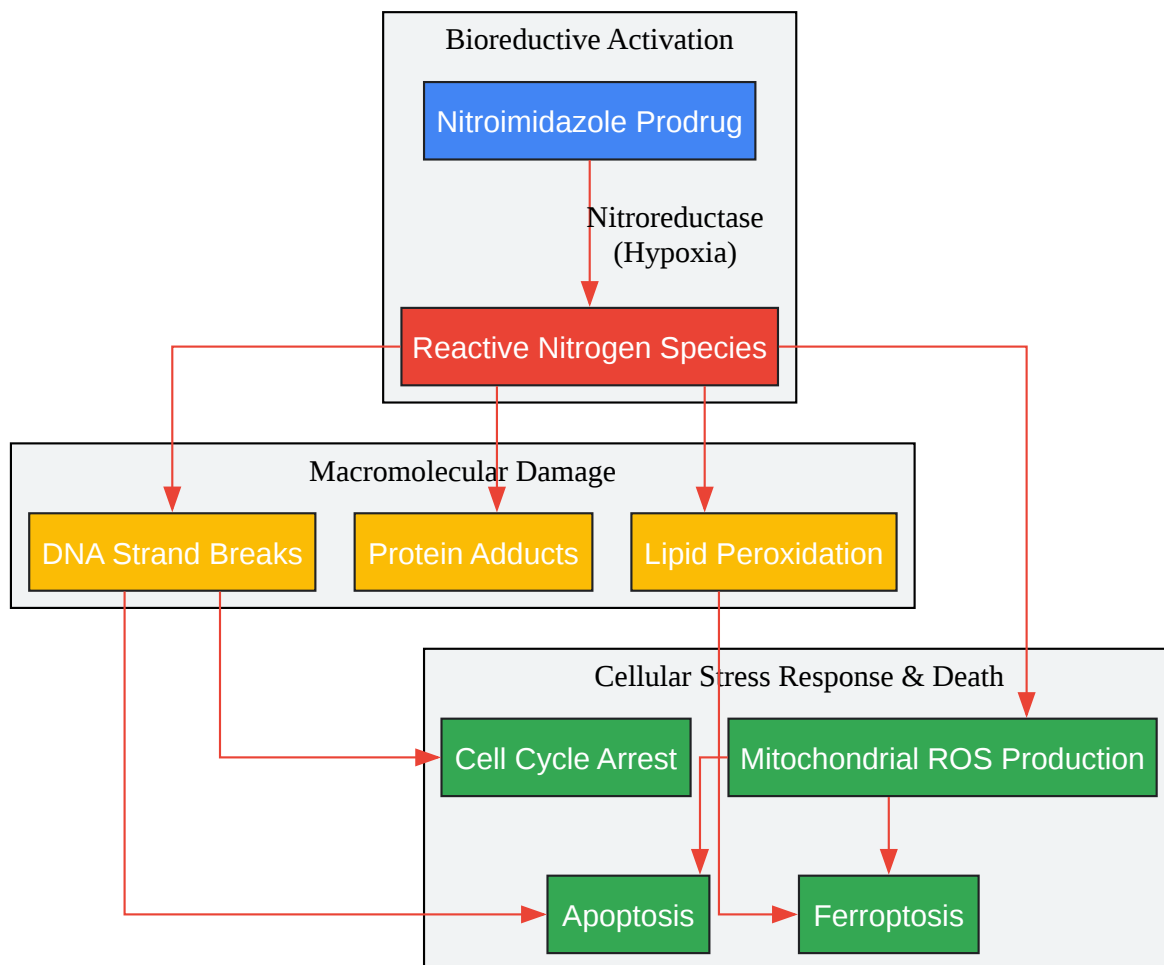 Bioreductive Activation
Nitroimidazole Prodrug
Nitroreductase
(Hypoxia)
Reactive Nitrogen Species
Macromolecular Damage
DNA Strand Breaks
Protein Adducts
Lipid Peroxidation
Cellular Stress Response & Death
Cell Cycle Arrest
Mitochondrial ROS Production
Apoptosis
Ferroptosis